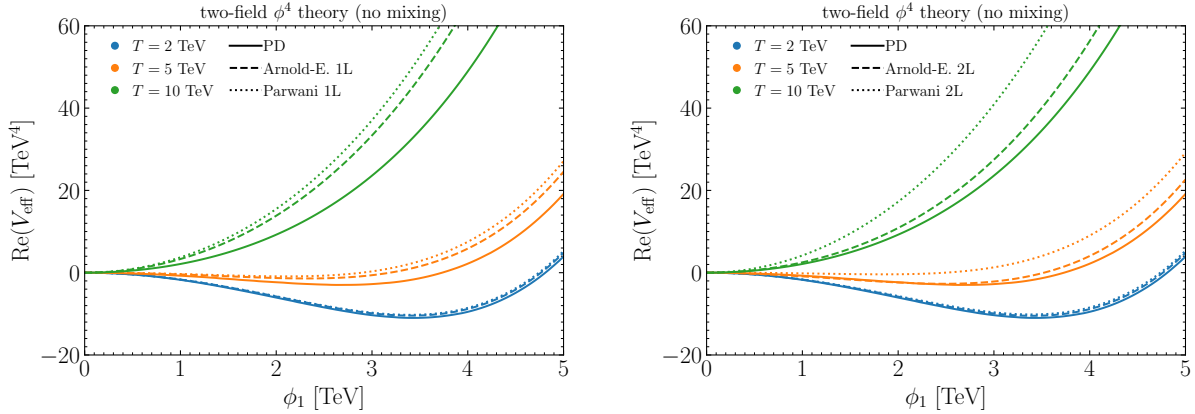 two-field ϕ⁴ theory (no mixing)
T = 2 TeV
T = 5 TeV
T = 10 TeV
PD
Arnold-E. 1L
Parwani 1L
Re(V_eff) [TeV⁴]
60
40
20
0
−20
0 1 2 3 4 5
ϕ₁ [TeV]
two-field ϕ⁴ theory (no mixing)
T = 2 TeV
T = 5 TeV
T = 10 TeV
PD
Arnold-E. 2L
Parwani 2L
Re(V_eff) [TeV⁴]
60
40
20
0
−20
0 1 2 3 4 5
ϕ₁ [TeV]